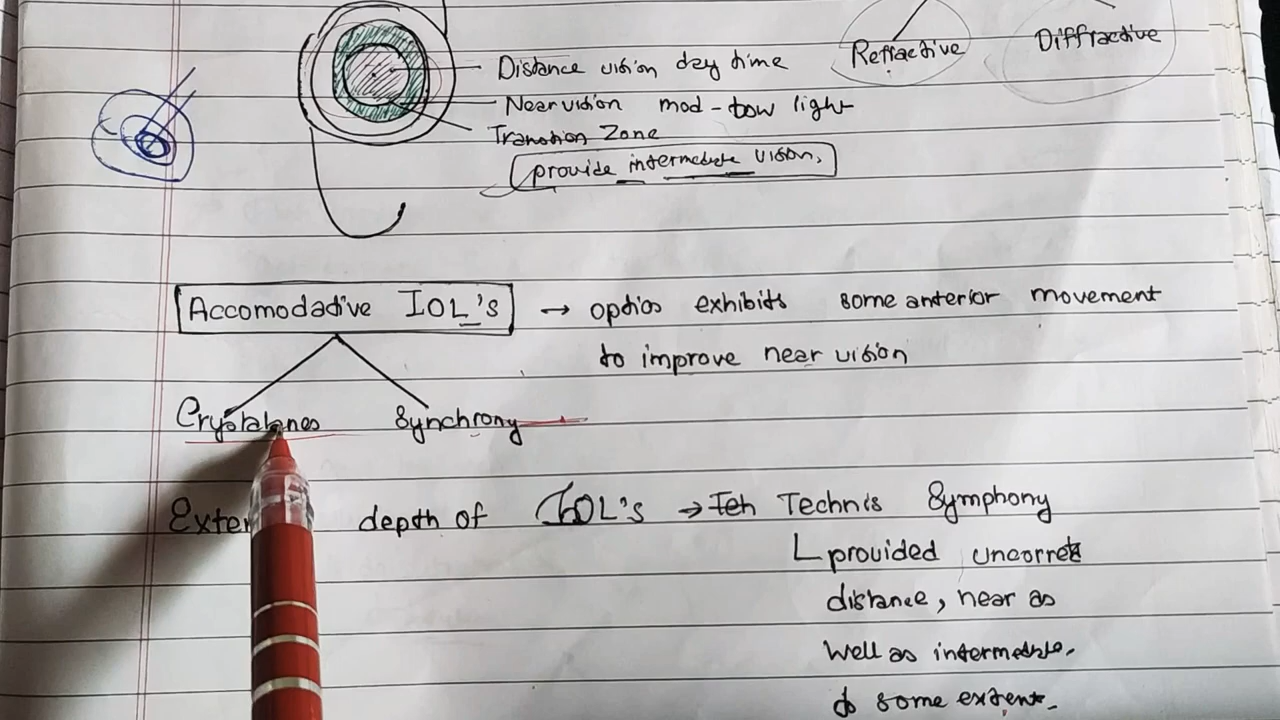 Refractive Diffractive
Distance vision day time
Near vision mod - low light
Transition Zone
provide intermediate vision.
Accomodative IOL's → optics exhibits some anterior movement
to improve near vision
Crystalenes Synchrony
depth of IOL's → Teh Technis Symphony
provided uncorrect
distance, near as
well as intermediate.
to some extent.